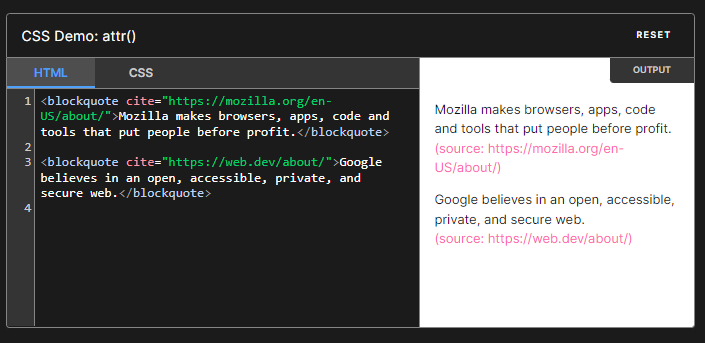 CSS Demo: attr()
RESET
HTML
CSS
OUTPUT
1 <blockquote cite="https://mozilla.org/en-
US/about/">Mozilla makes browsers, apps, code and
tools that put people before profit.</blockquote>
2
3 <blockquote cite="https://web.dev/about/">Google
believes in an open, accessible, private, and
secure web.</blockquote>
4
Mozilla makes browsers, apps, code
and tools that put people before profit.
(source: https://mozilla.org/en-
US/about/)
Google believes in an open, accessible,
private, and secure web.
(source: https://web.dev/about/)